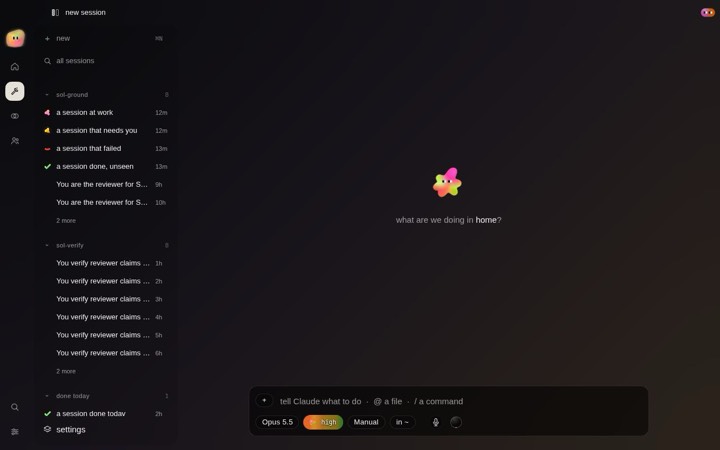 new session
new
⌘B
all sessions
sol-ground 8
a session at work 12m
a session that needs you 12m
a session that failed 13m
a session done, unseen 13m
You are the reviewer for S... 9h
You are the reviewer for S... 10h
2 more
sol-verify 8
You verify reviewer claims ... 1h
You verify reviewer claims ... 2h
You verify reviewer claims ... 3h
You verify reviewer claims ... 4h
You verify reviewer claims ... 5h
You verify reviewer claims ... 6h
2 more
done today 1
a session done today 2h
settings
what are we doing in home?
tell Claude what to do · @ a file · / a command
Opus 5.5 high Manual in ~